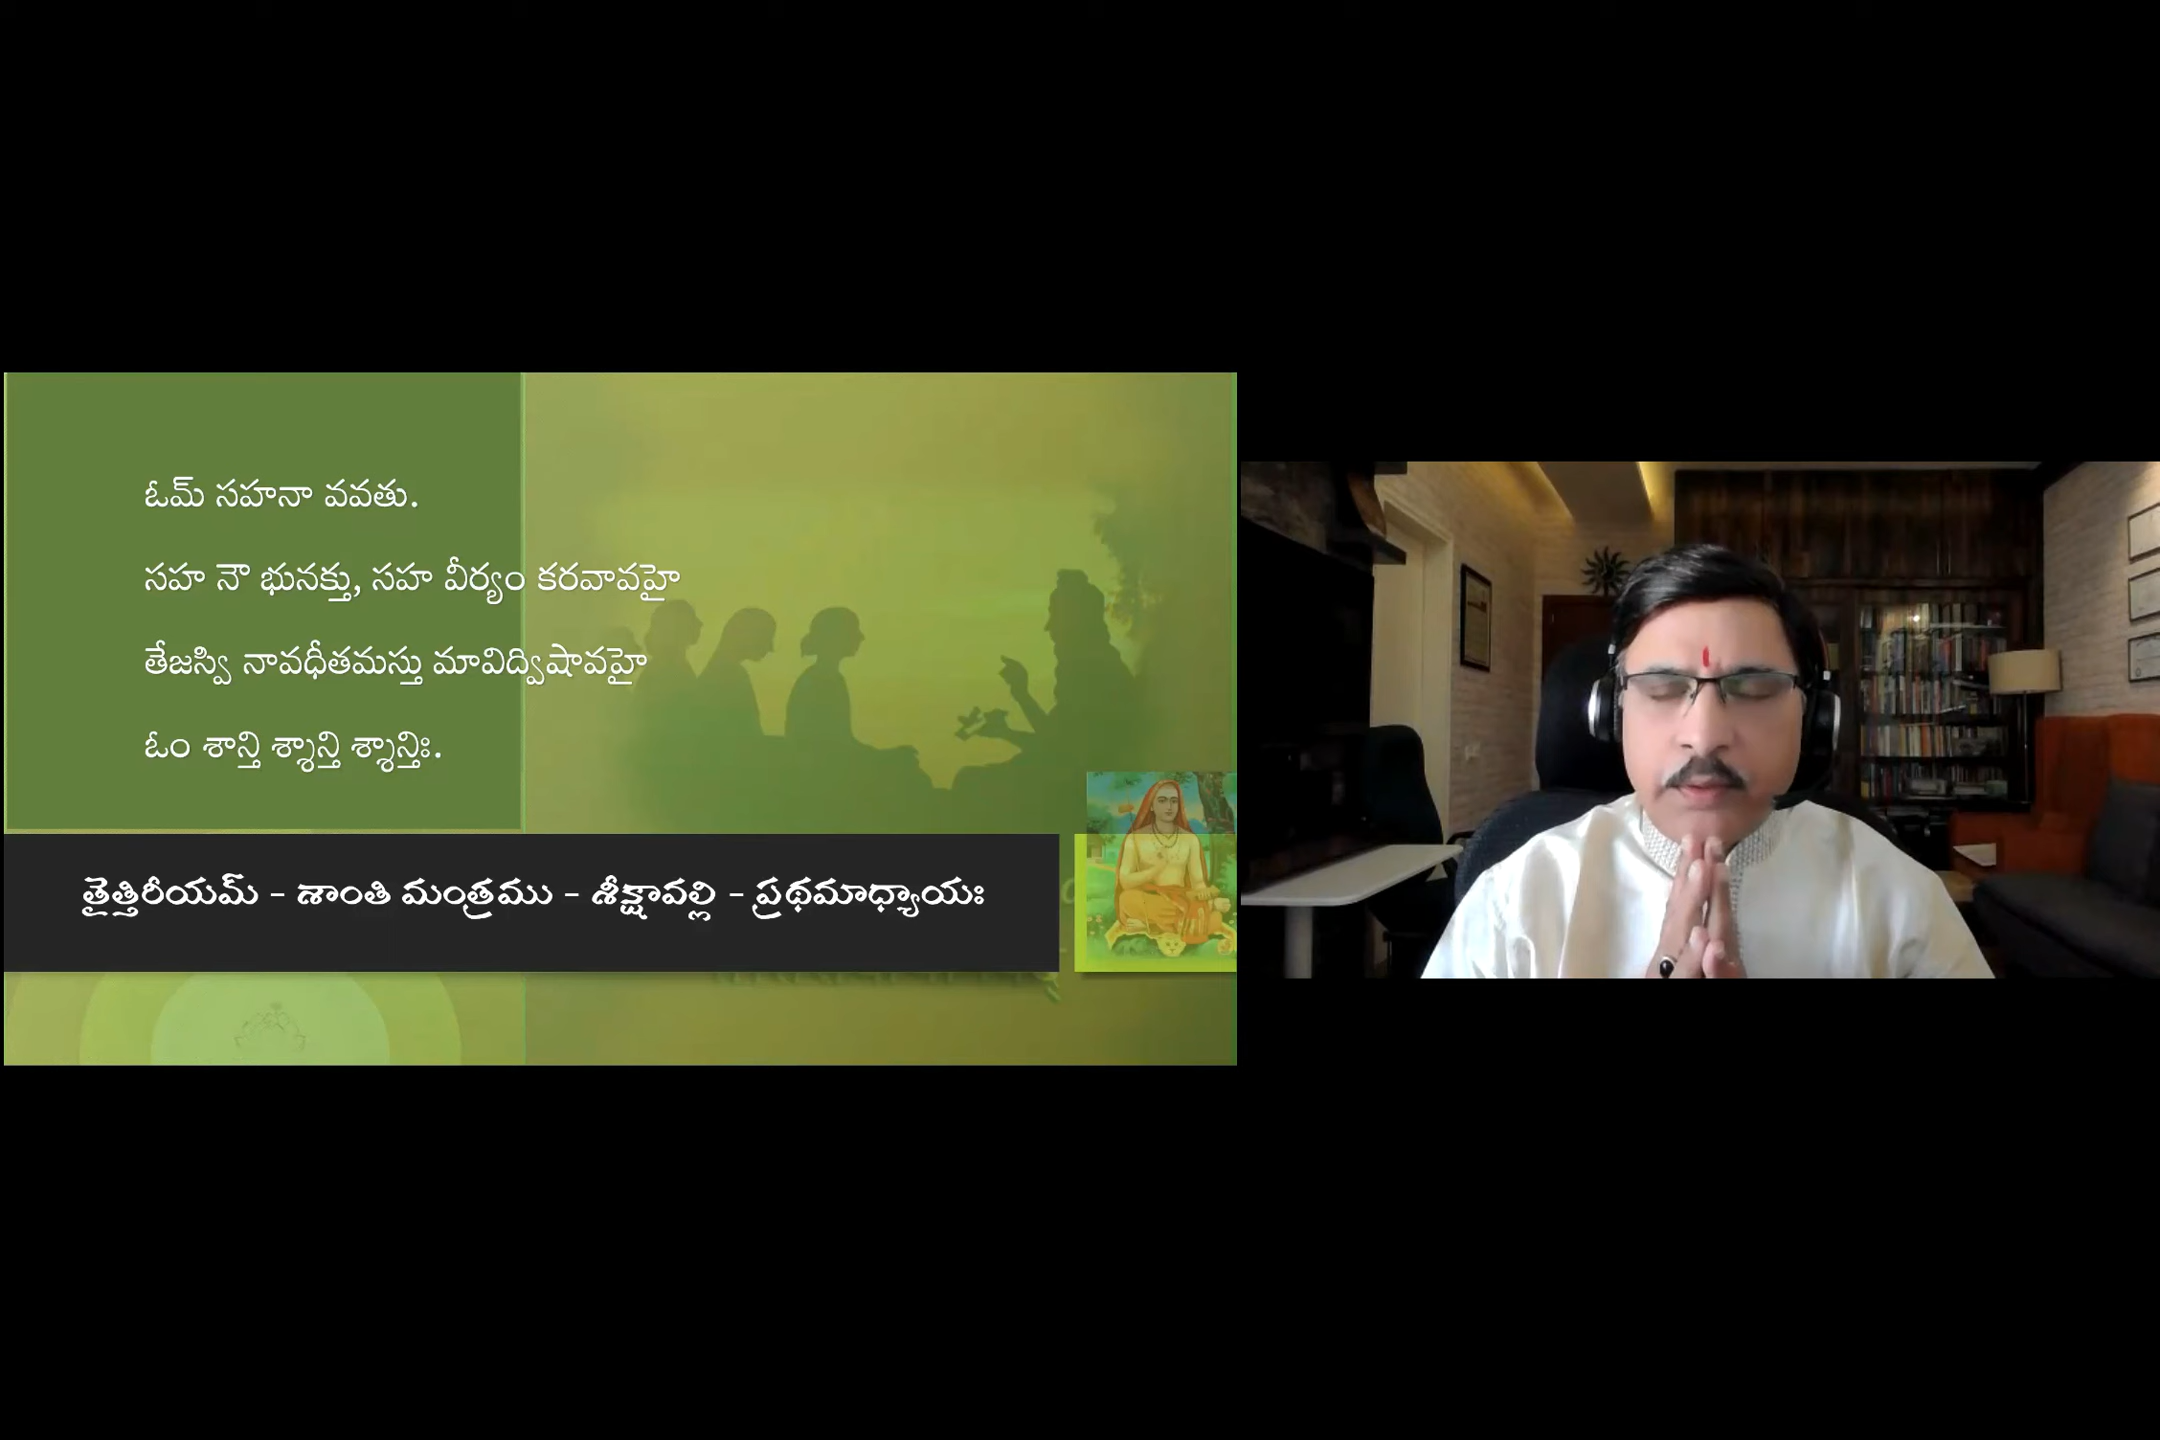 ఓమ్ సహనా వవతు.
సహ నౌ భునక్తు, సహ వీర్యం కరవావహై
తేజస్వి నావధీతమస్తు మావిద్విషావహై
ఓం శాన్తి శ్శాన్తి శ్శాన్తిః.
తైత్తిరీయమ్ - శాంతి మంత్రము - శీక్షావల్లి - ప్రథమాధ్యాయః